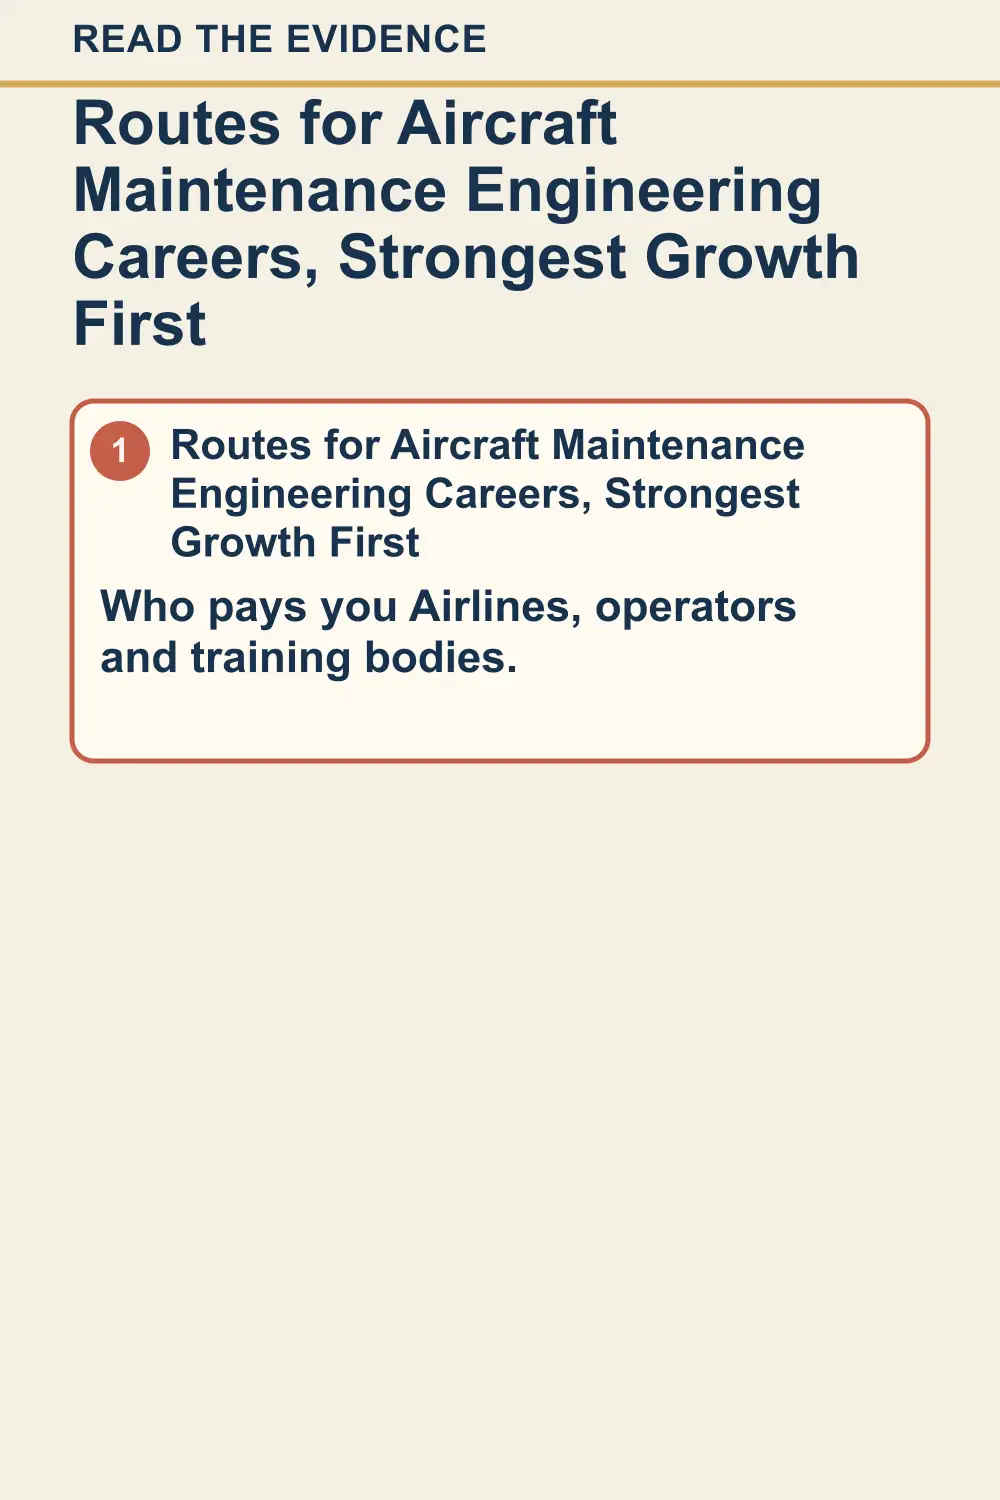 READ THE EVIDENCE
Routes for Aircraft
Maintenance Engineering
Careers, Strongest Growth
First
1
Routes for Aircraft Maintenance
Engineering Careers, Strongest
Growth First
Who pays you Airlines, operators
and training bodies.